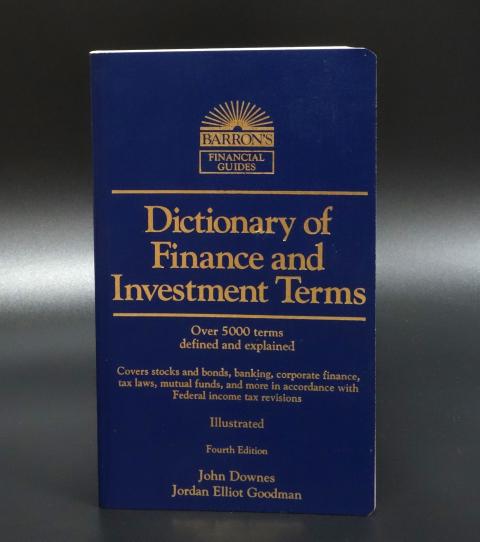 BARRON'S
FINANCIAL
GUIDES
Dictionary of
Finance and
Investment Terms
Over 5000 terms
defined and explained
Covers stocks and bonds, banking, corporate finance,
tax laws, mutual funds, and more in accordance with
Federal income tax revisions
Illustrated
Fourth Edition
John Downes
Jordan Elliot Goodman